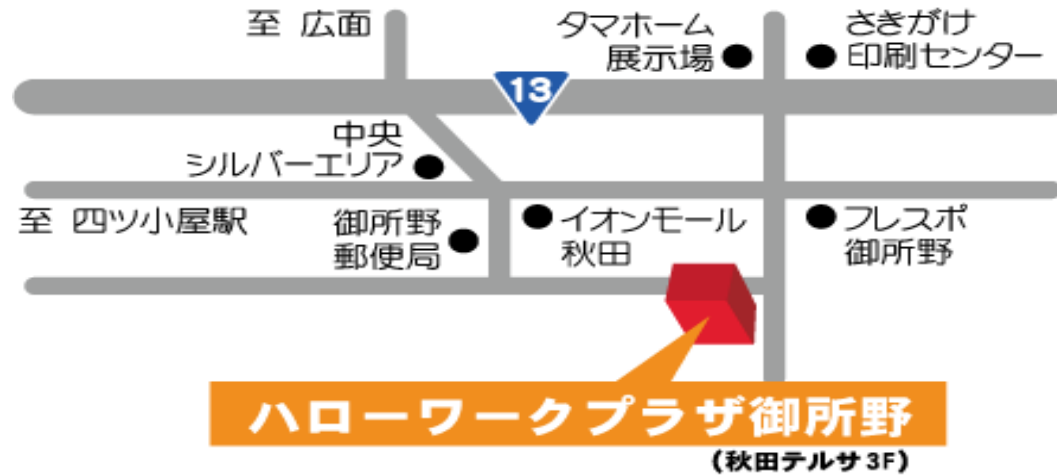 至 広面
タマホーム
展示場
さきがけ
印刷センター
13
中央
シルバーエリア
至 四ツ小屋駅
御所野
郵便局
イオンモール
秋田
フレスポ
御所野
ハローワークプラザ御所野
(秋田テルサ3F)